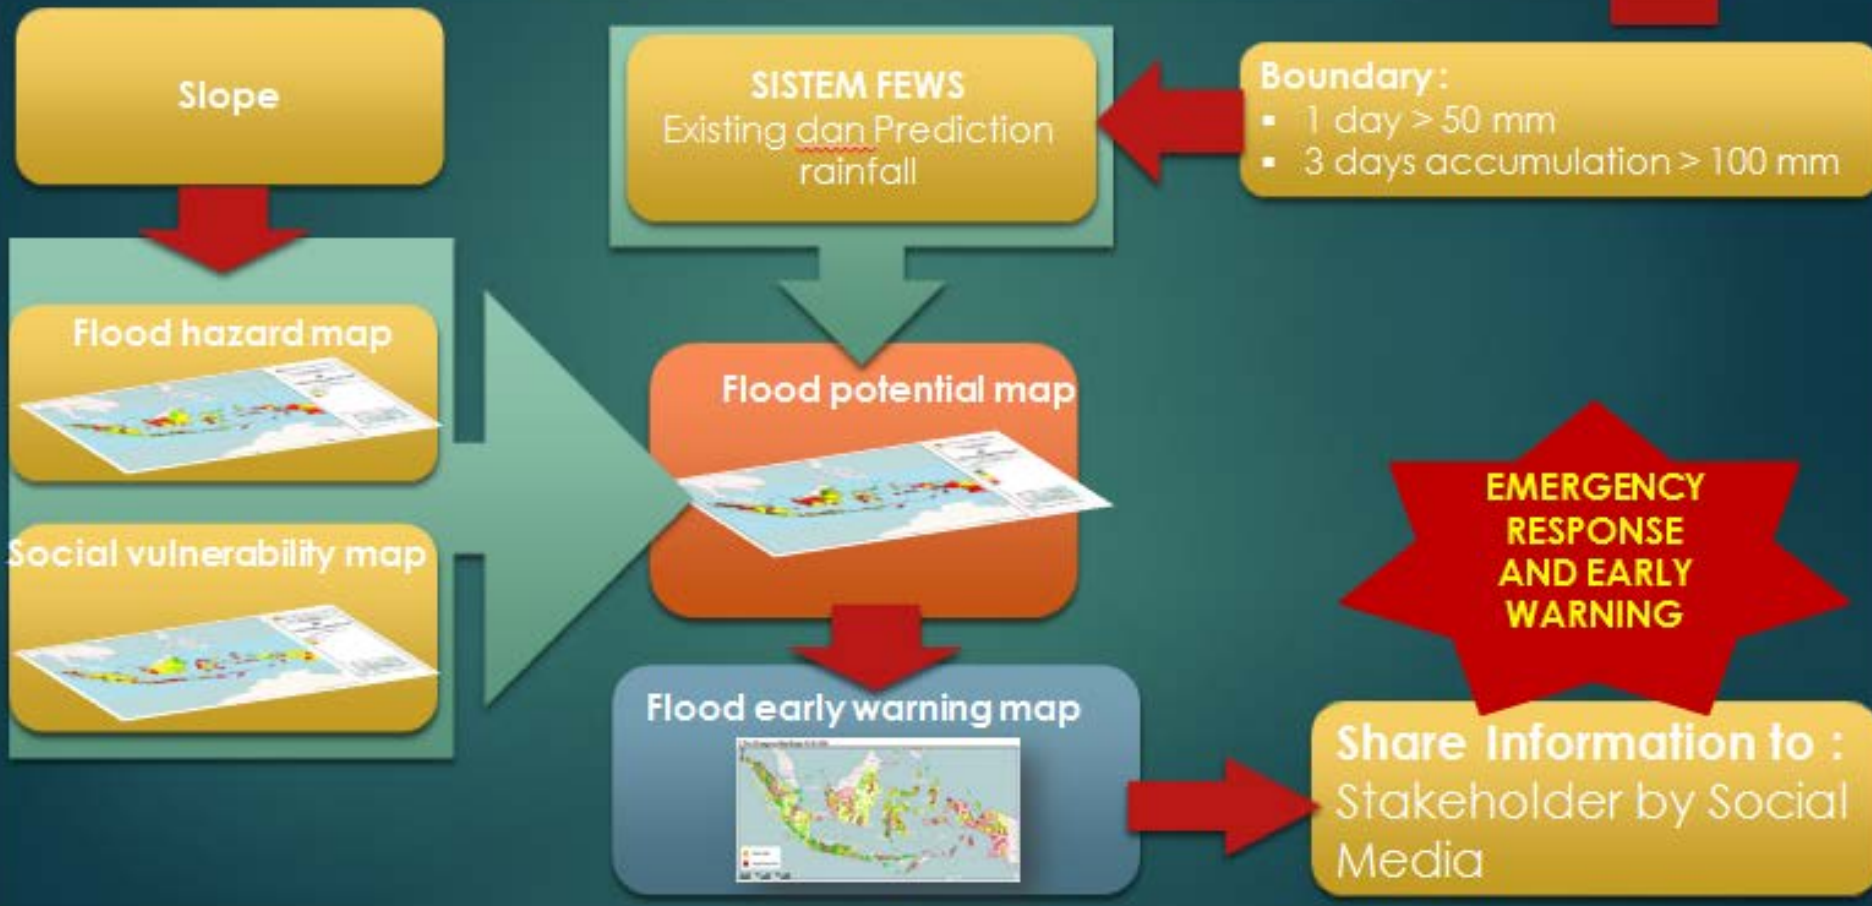 Slope
SISTEM FEWS
Existing dan Prediction
rainfall
Boundary:
▪ 1 day > 50 mm
▪ 3 days accumulation > 100 mm
Flood hazard map
Social vulnerability map
Flood potential map
Flood early warning map
EMERGENCY
RESPONSE
AND EARLY
WARNING
Share Information to :
Stakeholder by Social
Media